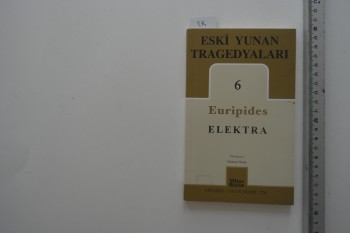 ESKİ YUNAN
TRAGEDYALARI
6
Euripides
ELEKTRA